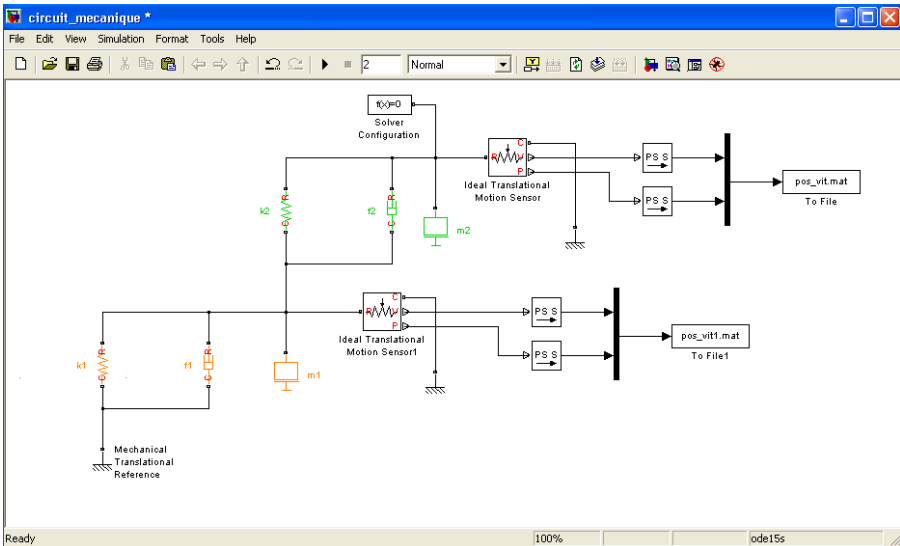 circuit_mecanique *
File Edit View Simulation Format Tools Help
2 Normal
f(x)=0
Solver
Configuration
C
R V
P
Ideal Translational
Motion Sensor
PS S
PS S
pos_vit.mat
To File
R
k2
C
R
f2
C
m2
C
R V
P
Ideal Translational
Motion Sensor1
PS S
PS S
pos_vit1.mat
To File1
R
k1
C
R
f1
C
m1
Mechanical
Translational
Reference
Ready 100% ode15s